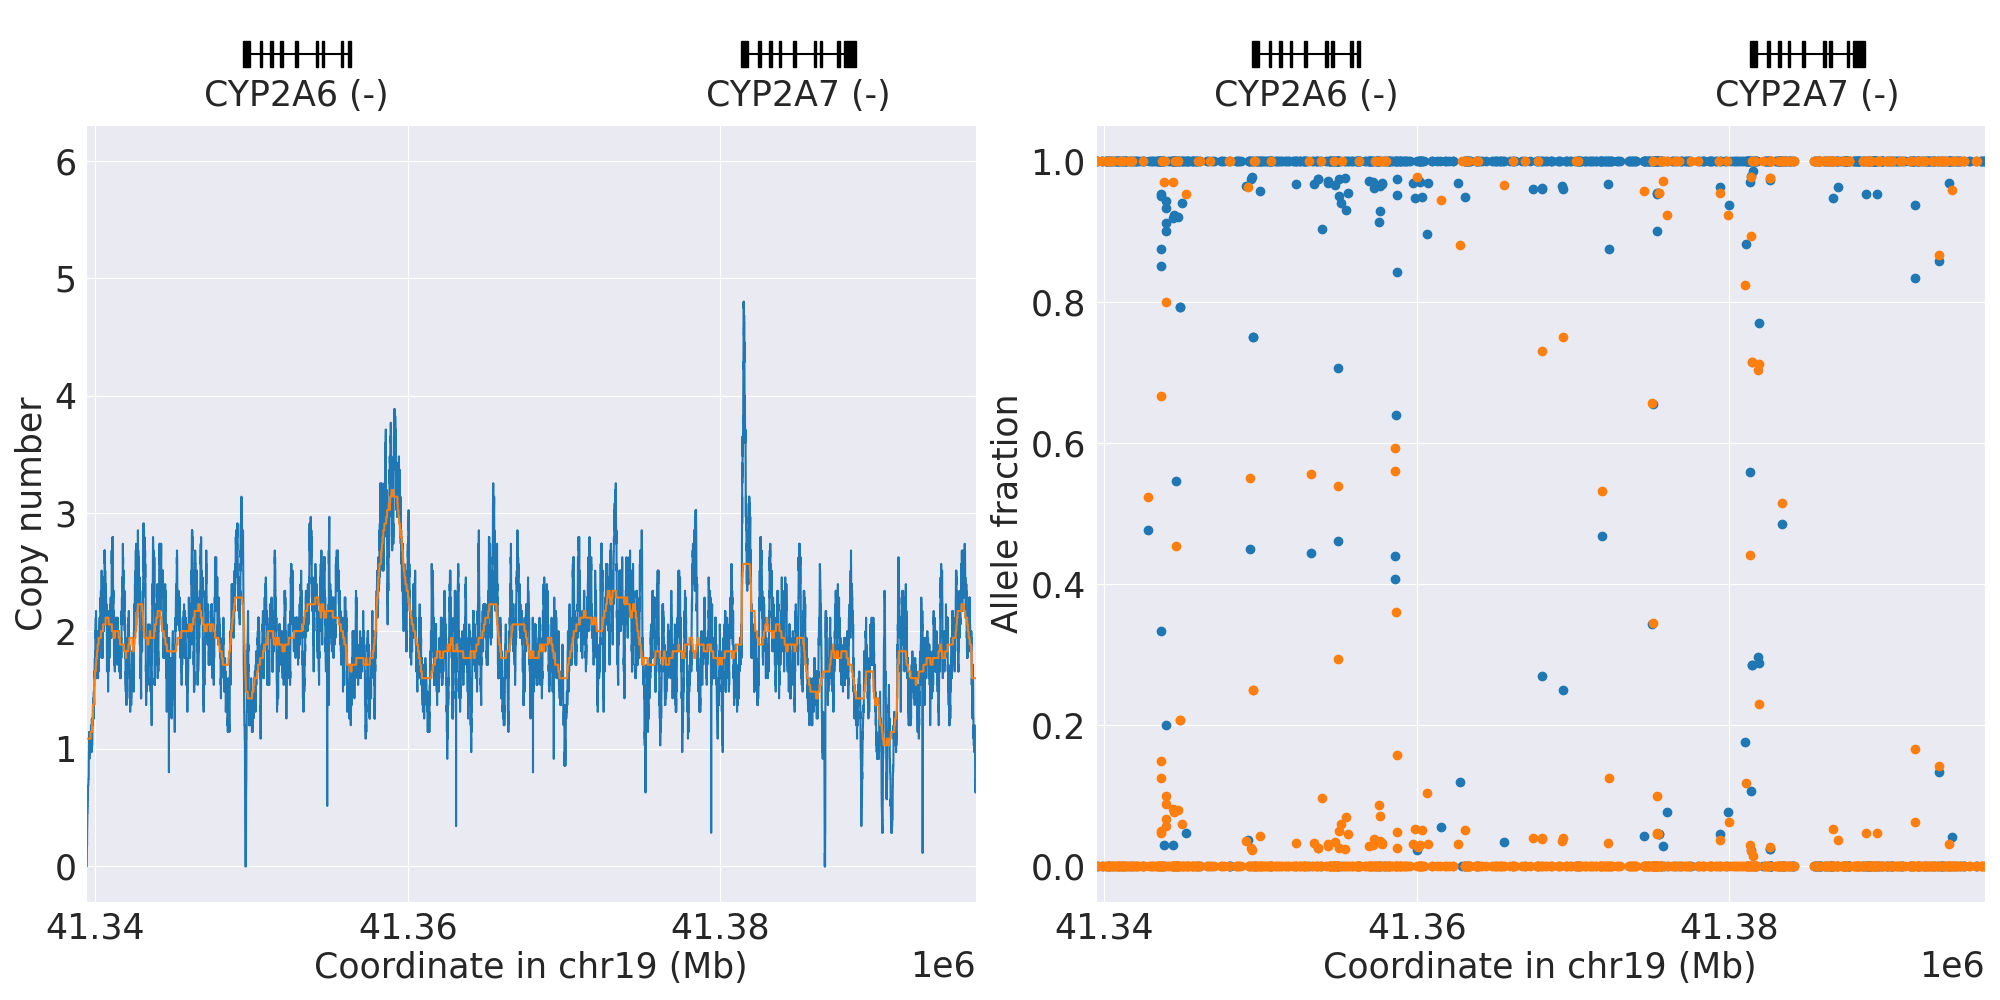 CYP2A6 (-)
CYP2A7 (-)
Copy number
6
5
4
3
2
1
0
41.34
41.36
41.38
Coordinate in chr19 (Mb)
1e6
CYP2A6 (-)
CYP2A7 (-)
Allele fraction
1.0
0.8
0.6
0.4
0.2
0.0
41.34
41.36
41.38
Coordinate in chr19 (Mb)
1e6